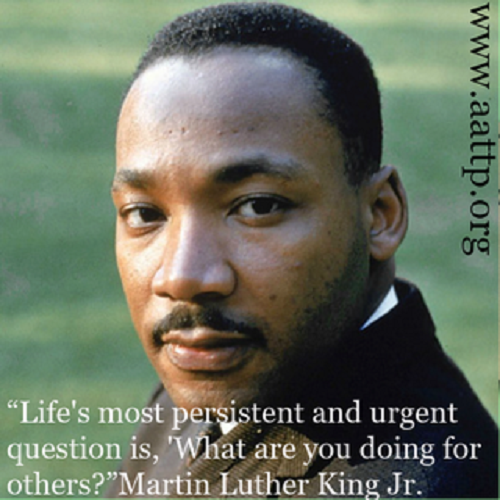 www.aattp.org
“Life's most persistent and urgent
question is, 'What are you doing for
others?”Martin Luther King Jr.